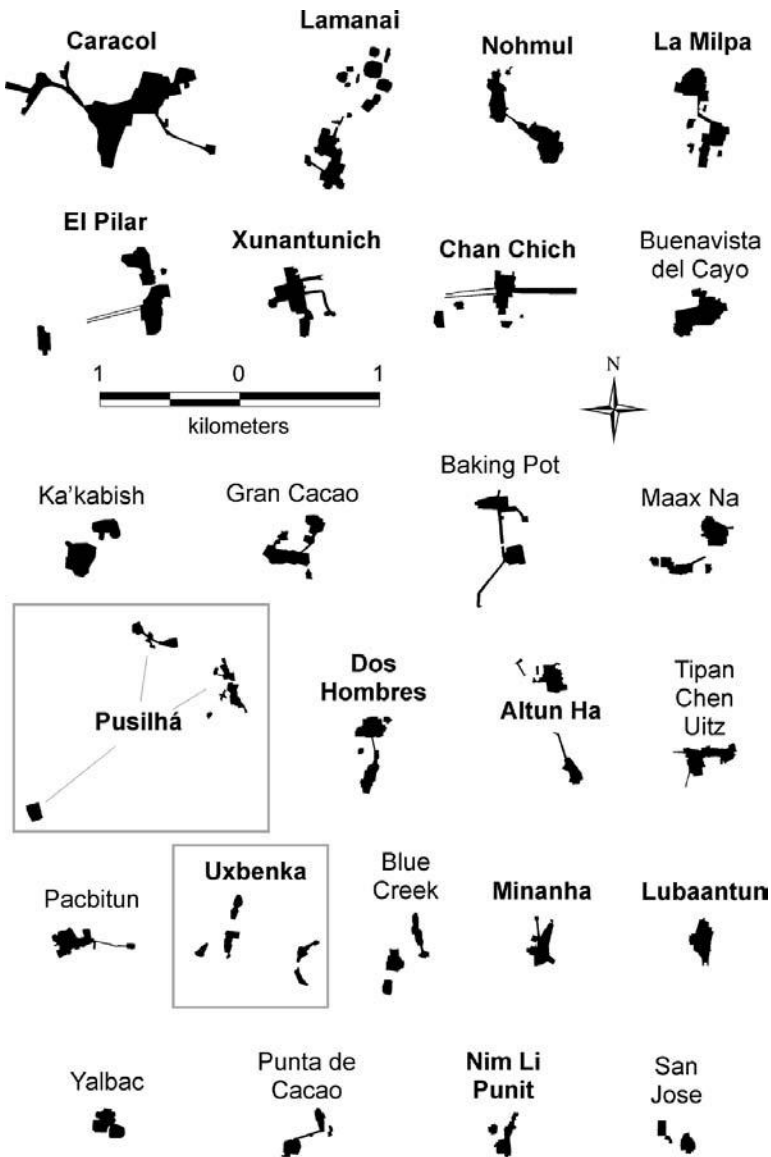 Caracol
Lamanai
Nohmul
La Milpa
El Pilar
Xunantunich
Chan Chich
Buenavista
del Cayo
1 0 1
kilometers
N
Ka'kabish
Gran Cacao
Baking Pot
Maax Na
Pusilhá
Dos
Hombres
Altun Ha
Tipan
Chen
Uitz
Pacbitun
Uxbenka
Blue
Creek
Minanha
Lubaantun
Yalbac
Punta de
Cacao
Nim Li
Punit
San
Jose